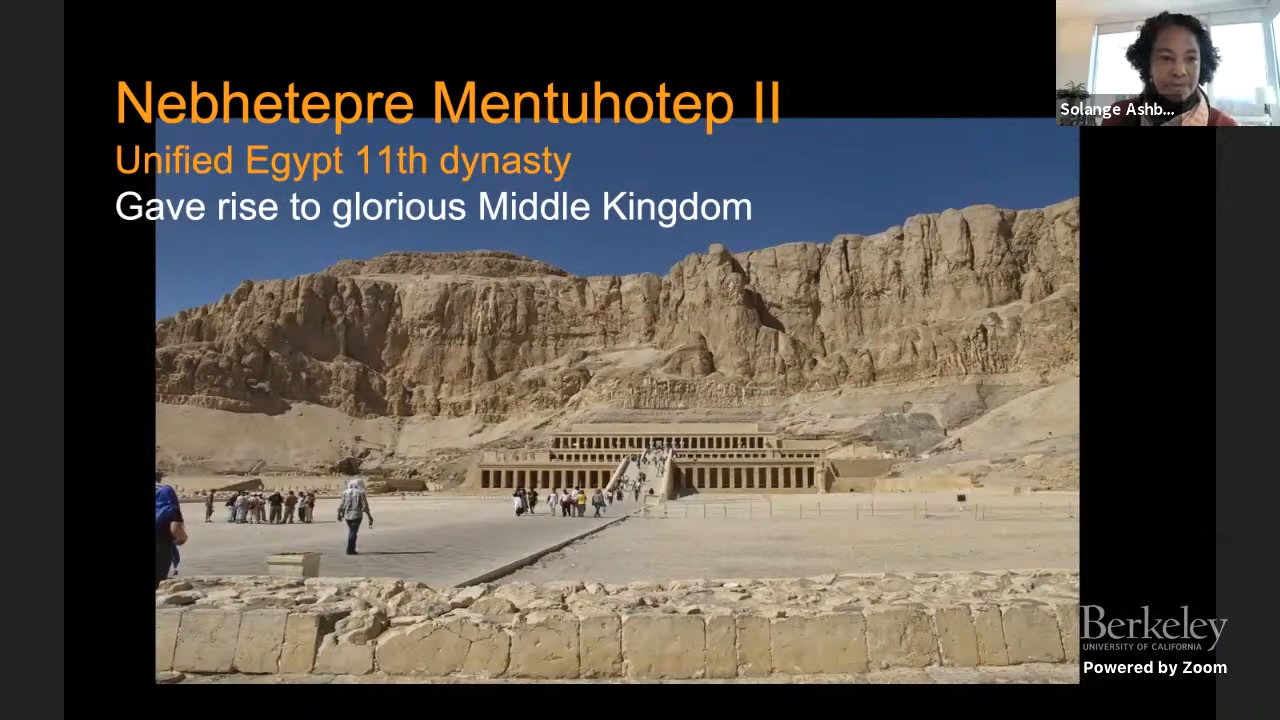 Nebhetepre Mentuhotep II
Unified Egypt 11th dynasty
Gave rise to glorious Middle Kingdom
Solange Ashb...
Berkeley
UNIVERSITY OF CALIFORNIA
Powered by Zoom